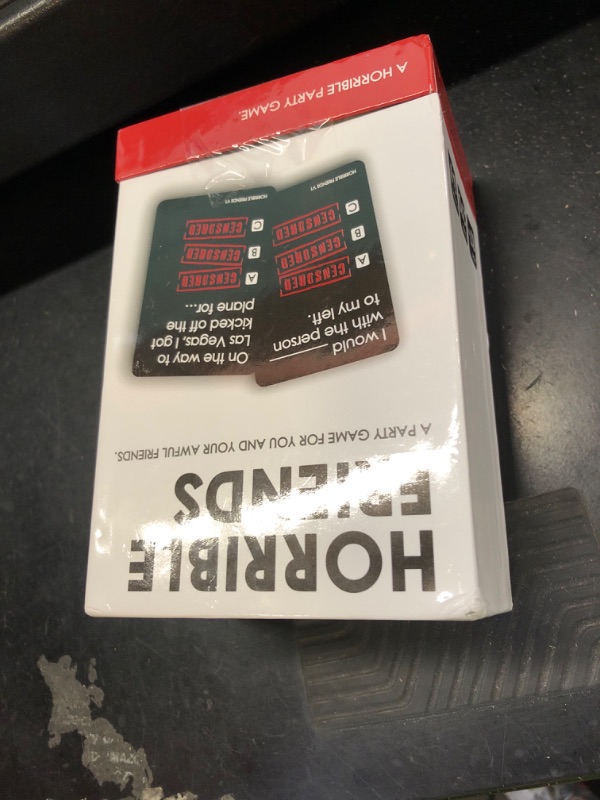 HORRIBLE
FRIENDS
A PARTY GAME FOR YOU AND YOUR AWFUL FRIENDS.
I would ______
with the person
to my left.
A CENSORED
B CENSORED
C CENSORED
HORRIBLE FRIENDS V1
On the way to
Las Vegas, I got
kicked off the
plane for...
A CENSORED
B CENSORED
C CENSORED
HORRIBLE FRIENDS V1
A HORRIBLE PARTY GAME.